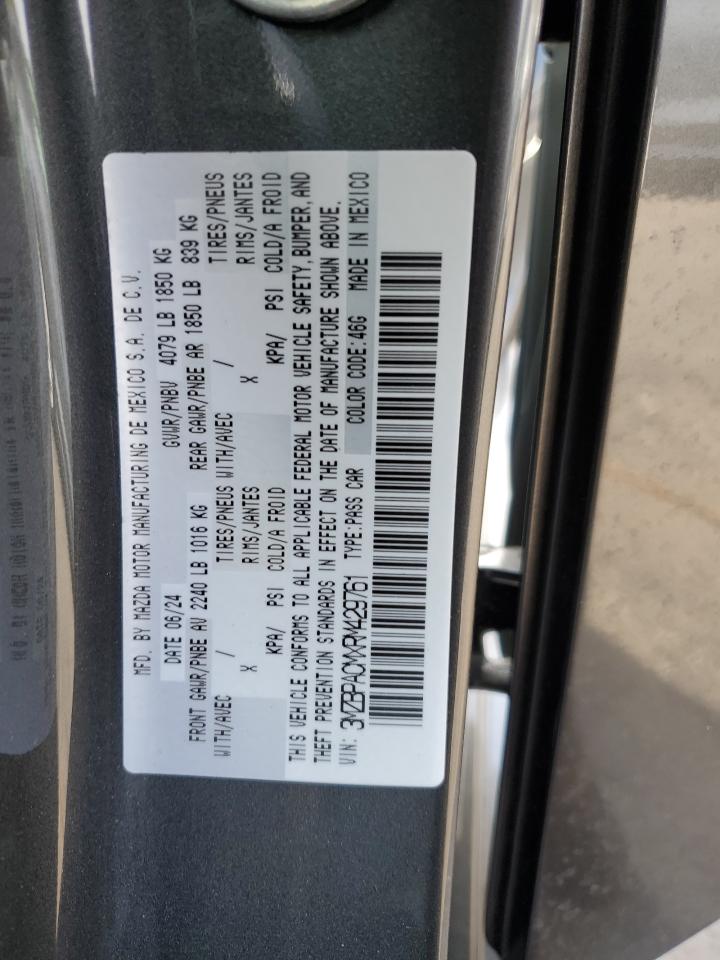 MFD. BY MAZDA MOTOR MANUFACTURING DE MEXICO S.A. DE C.V.
DATE 06/24 GVWR/PNBV 4079 LB 1850 KG
FRONT GAWR/PNBE AV 2240 LB 1016 KG REAR GAWR/PNBE AR 1850 LB 839 KG
WITH/AVEC / TIRES/PNEUS WITH/AVEC / TIRES/PNEUS
X RIMS/JANTES X RIMS/JANTES
KPA/ PSI COLD/A FROID KPA/ PSI COLD/A FROID
THIS VEHICLE CONFORMS TO ALL APPLICABLE FEDERAL MOTOR VEHICLE SAFETY,BUMPER,AND
THEFT PREVENTION STANDARDS IN EFFECT ON THE DATE OF MANUFACTURE SHOWN ABOVE.
VIN: 3MZBPACMXRM429761 TYPE:PASS CAR COLOR CODE:46G MADE IN MEXICO